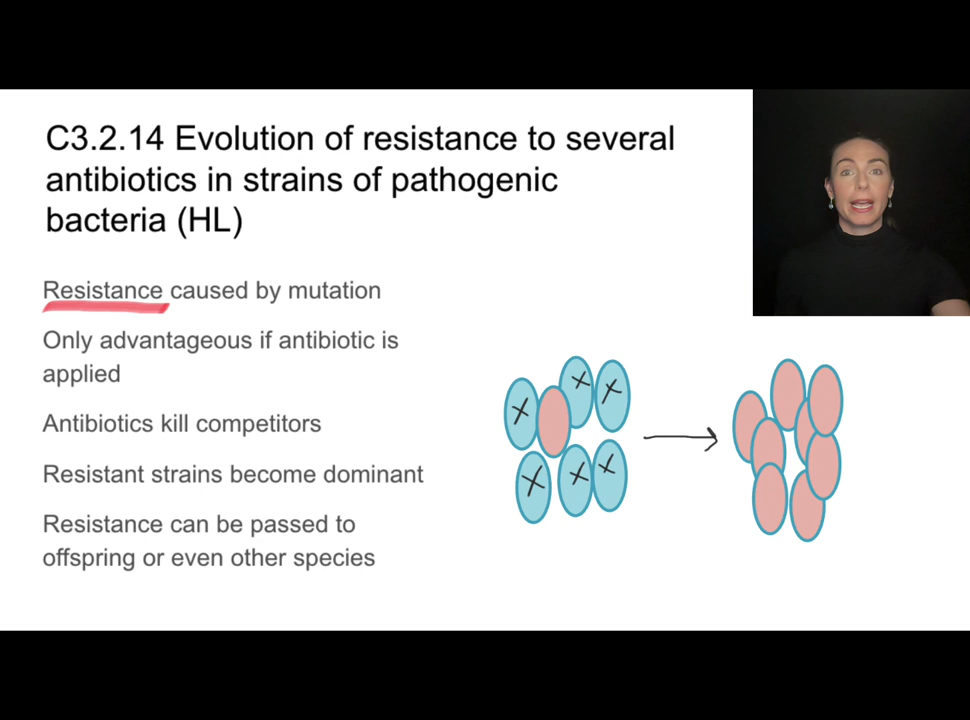 C3.2.14 Evolution of resistance to several
antibiotics in strains of pathogenic
bacteria (HL)
Resistance caused by mutation
Only advantageous if antibiotic is
applied
Antibiotics kill competitors
Resistant strains become dominant
Resistance can be passed to
offspring or even other species